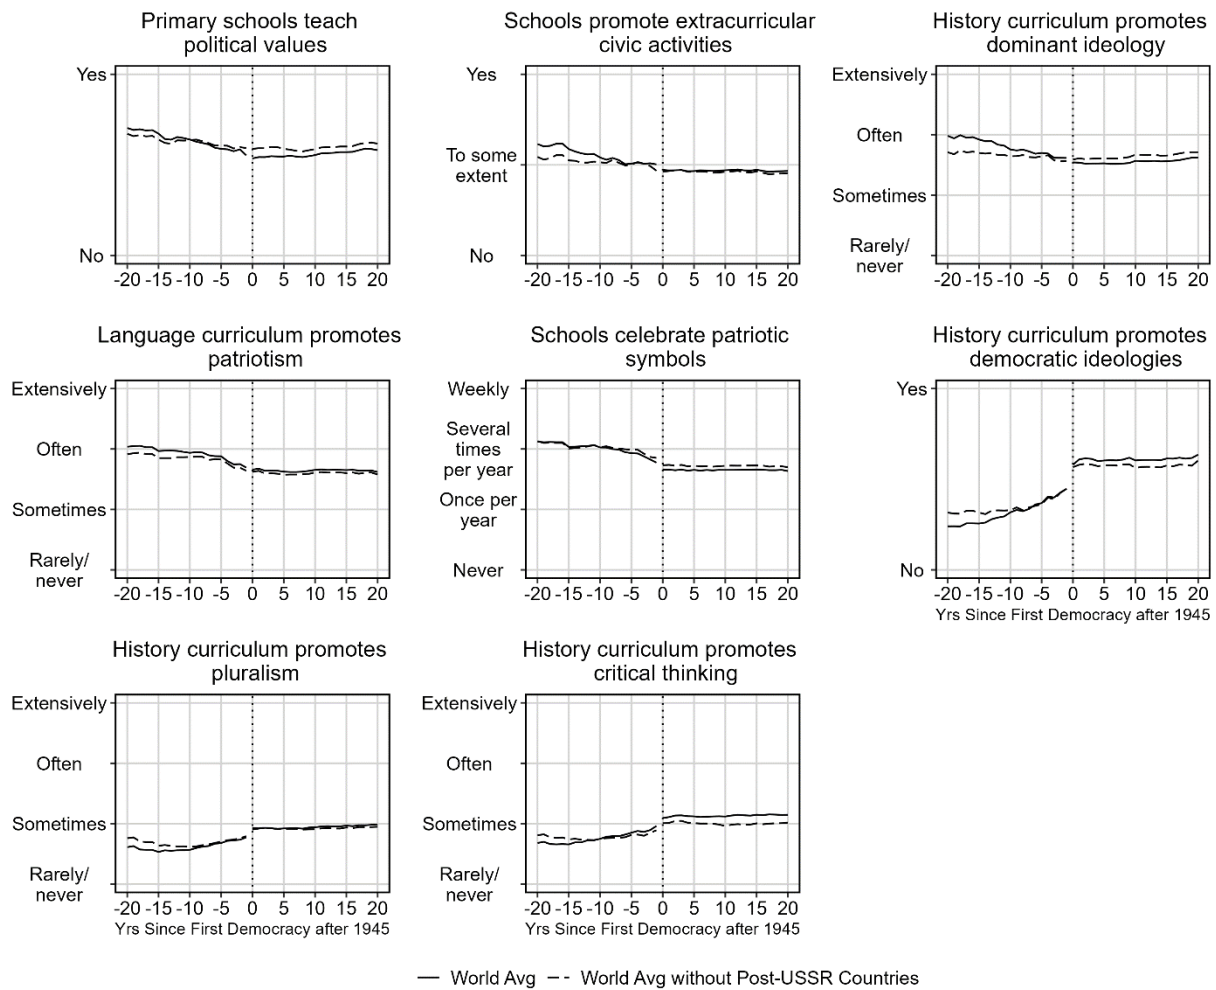 Primary schools teach
political values
Yes
No
-20 -15 -10 -5 0 5 10 15 20
Schools promote extracurricular
civic activities
Yes
To some
extent
No
-20 -15 -10 -5 0 5 10 15 20
History curriculum promotes
dominant ideology
Extensively
Often
Sometimes
Rarely/
never
-20 -15 -10 -5 0 5 10 15 20
Language curriculum promotes
patriotism
Extensively
Often
Sometimes
Rarely/
never
-20 -15 -10 -5 0 5 10 15 20
Schools celebrate patriotic
symbols
Weekly
Several
times
per year
Once per
year
Never
-20 -15 -10 -5 0 5 10 15 20
History curriculum promotes
democratic ideologies
Yes
No
-20 -15 -10 -5 0 5 10 15 20
Yrs Since First Democracy after 1945
History curriculum promotes
pluralism
Extensively
Often
Sometimes
Rarely/
never
-20 -15 -10 -5 0 5 10 15 20
Yrs Since First Democracy after 1945
History curriculum promotes
critical thinking
Extensively
Often
Sometimes
Rarely/
never
-20 -15 -10 -5 0 5 10 15 20
Yrs Since First Democracy after 1945
World Avg World Avg without Post-USSR Countries